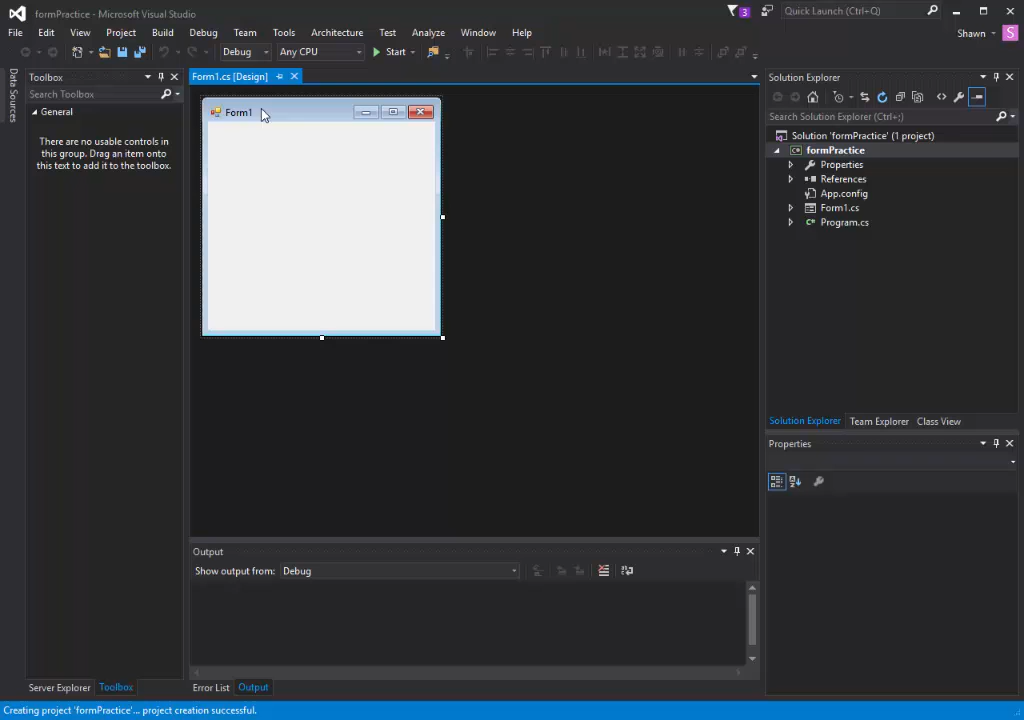 formPractice - Microsoft Visual Studio
3
Quick Launch (Ctrl+Q)
File Edit View Project Build Debug Team Tools Architecture Test Analyze Window Help
Shawn S
Debug Any CPU Start
Data Sources
Toolbox
Search Toolbox
General
There are no usable controls in
this group. Drag an item onto
this text to add it to the toolbox.
Server Explorer Toolbox
Form1.cs [Design]
Form1
Output
Show output from: Debug
Error List Output
Solution Explorer
Search Solution Explorer (Ctrl+;)
Solution 'formPractice' (1 project)
formPractice
Properties
References
App.config
Form1.cs
Program.cs
Solution Explorer Team Explorer Class View
Properties
Creating project 'formPractice'... project creation successful.